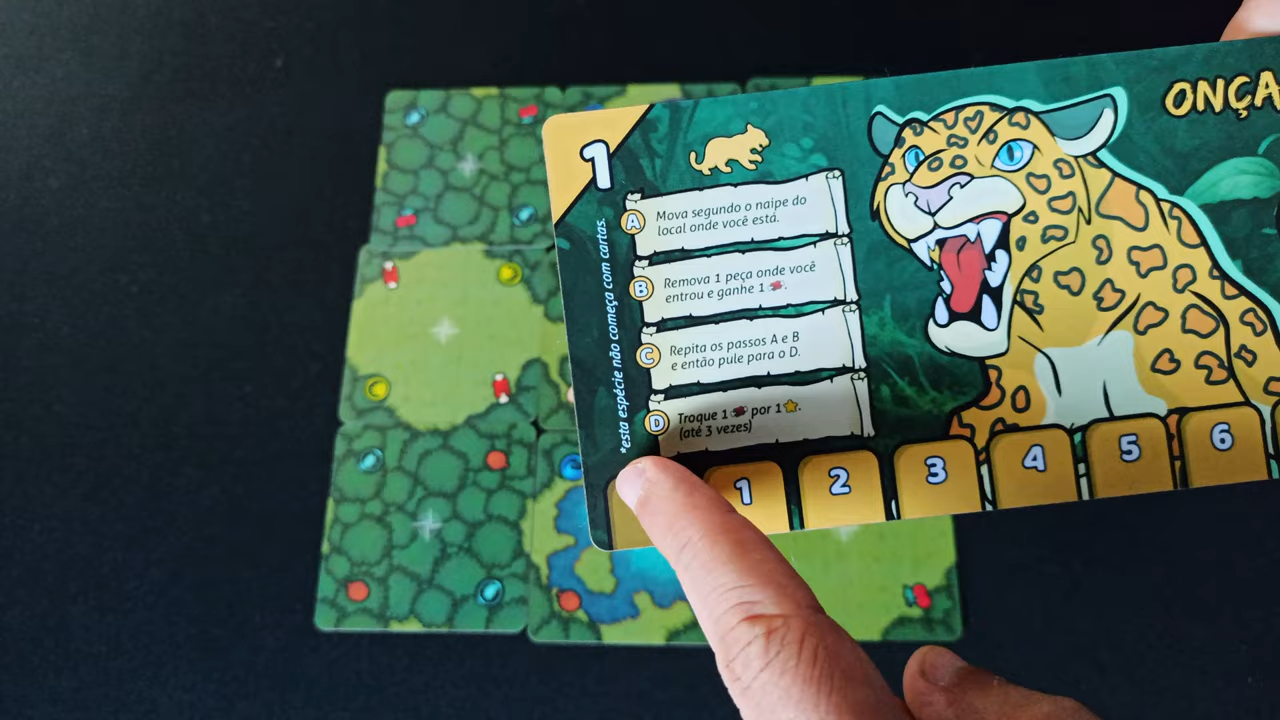 1
ONÇA
A
Mova segundo o naipe do
local onde você está.
B
Remova 1 peça onde você
entrou e ganhe 1 .
C
Repita os passos A e B
e então pule para o D.
D
Troque 1 por 1 .
(até 3 vezes)
*esta espécie não começa com cartas.
1 2 3 4 5 6